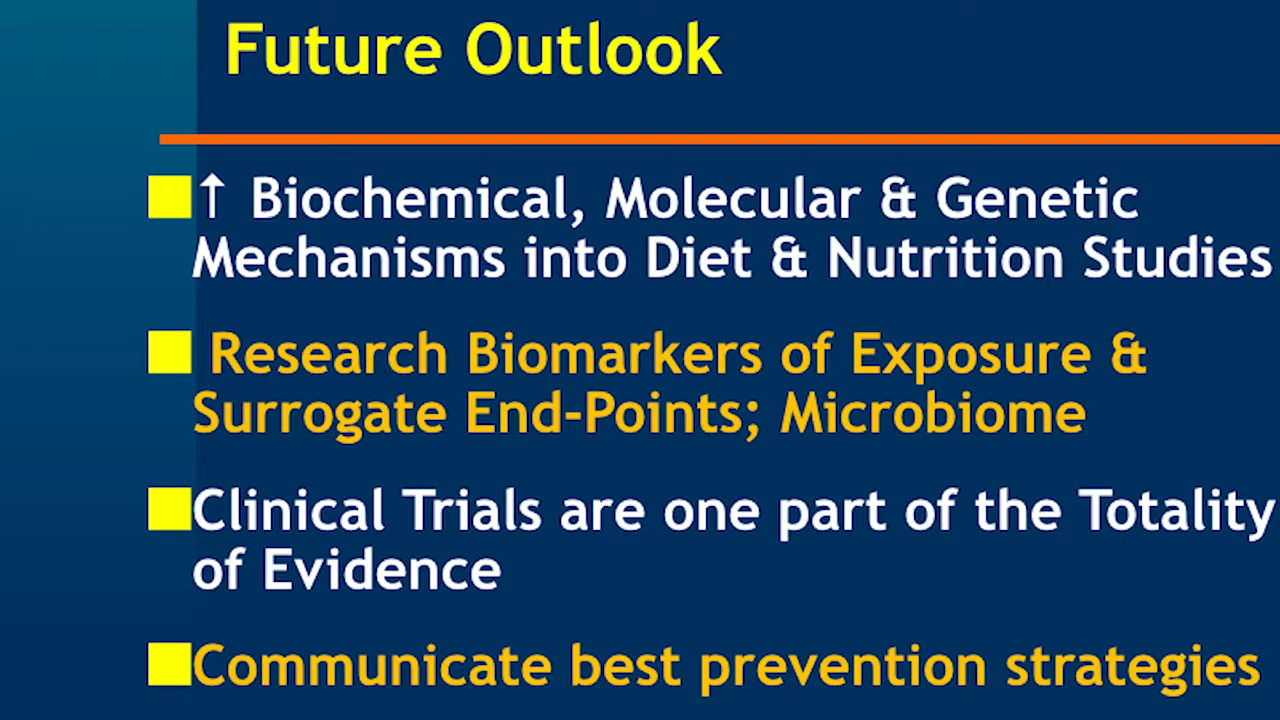 Future Outlook
↑ Biochemical, Molecular & Genetic
Mechanisms into Diet & Nutrition Studies
Research Biomarkers of Exposure &
Surrogate End-Points; Microbiome
Clinical Trials are one part of the Totality
of Evidence
Communicate best prevention strategies